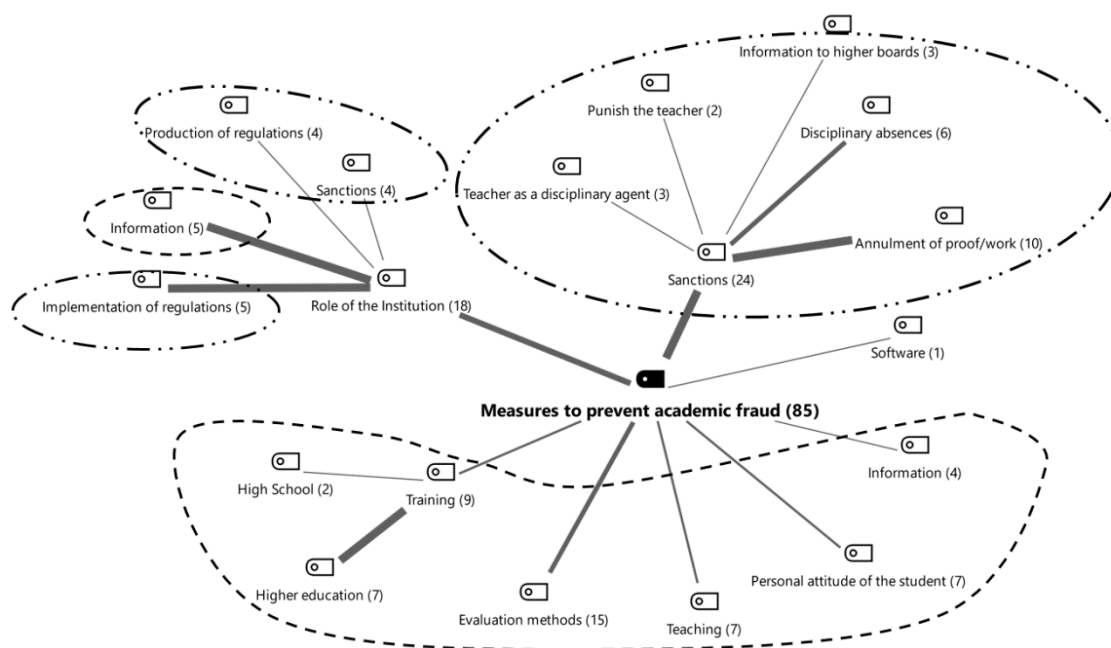 Information to higher boards (3)
Punish the teacher (2)
Production of regulations (4)
Disciplinary absences (6)
Sanctions (4)
Teacher as a disciplinary agent (3)
Information (5)
Annulment of proof/work (10)
Sanctions (24)
Implementation of regulations (5)
Role of the Institution (18)
Software (1)
Measures to prevent academic fraud (85)
Information (4)
High School (2)
Training (9)
Personal attitude of the student (7)
Higher education (7)
Evaluation methods (15)
Teaching (7)